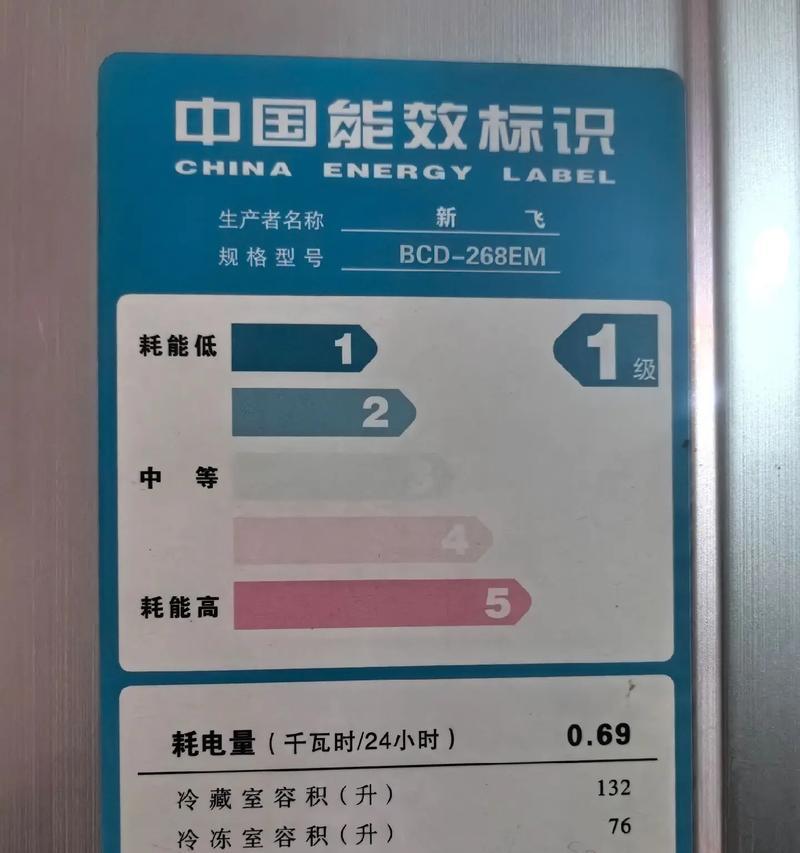 中国能效标识
CHINA ENERGY LABEL
生产者名称 新 飞
规格型号 BCD-268EM
耗能低 1 1级
2
中 等 3
4
耗能高 5
耗电量（千瓦时/24小时） 0.69
冷藏室容积（升） 132
冷冻室容积（升） 76